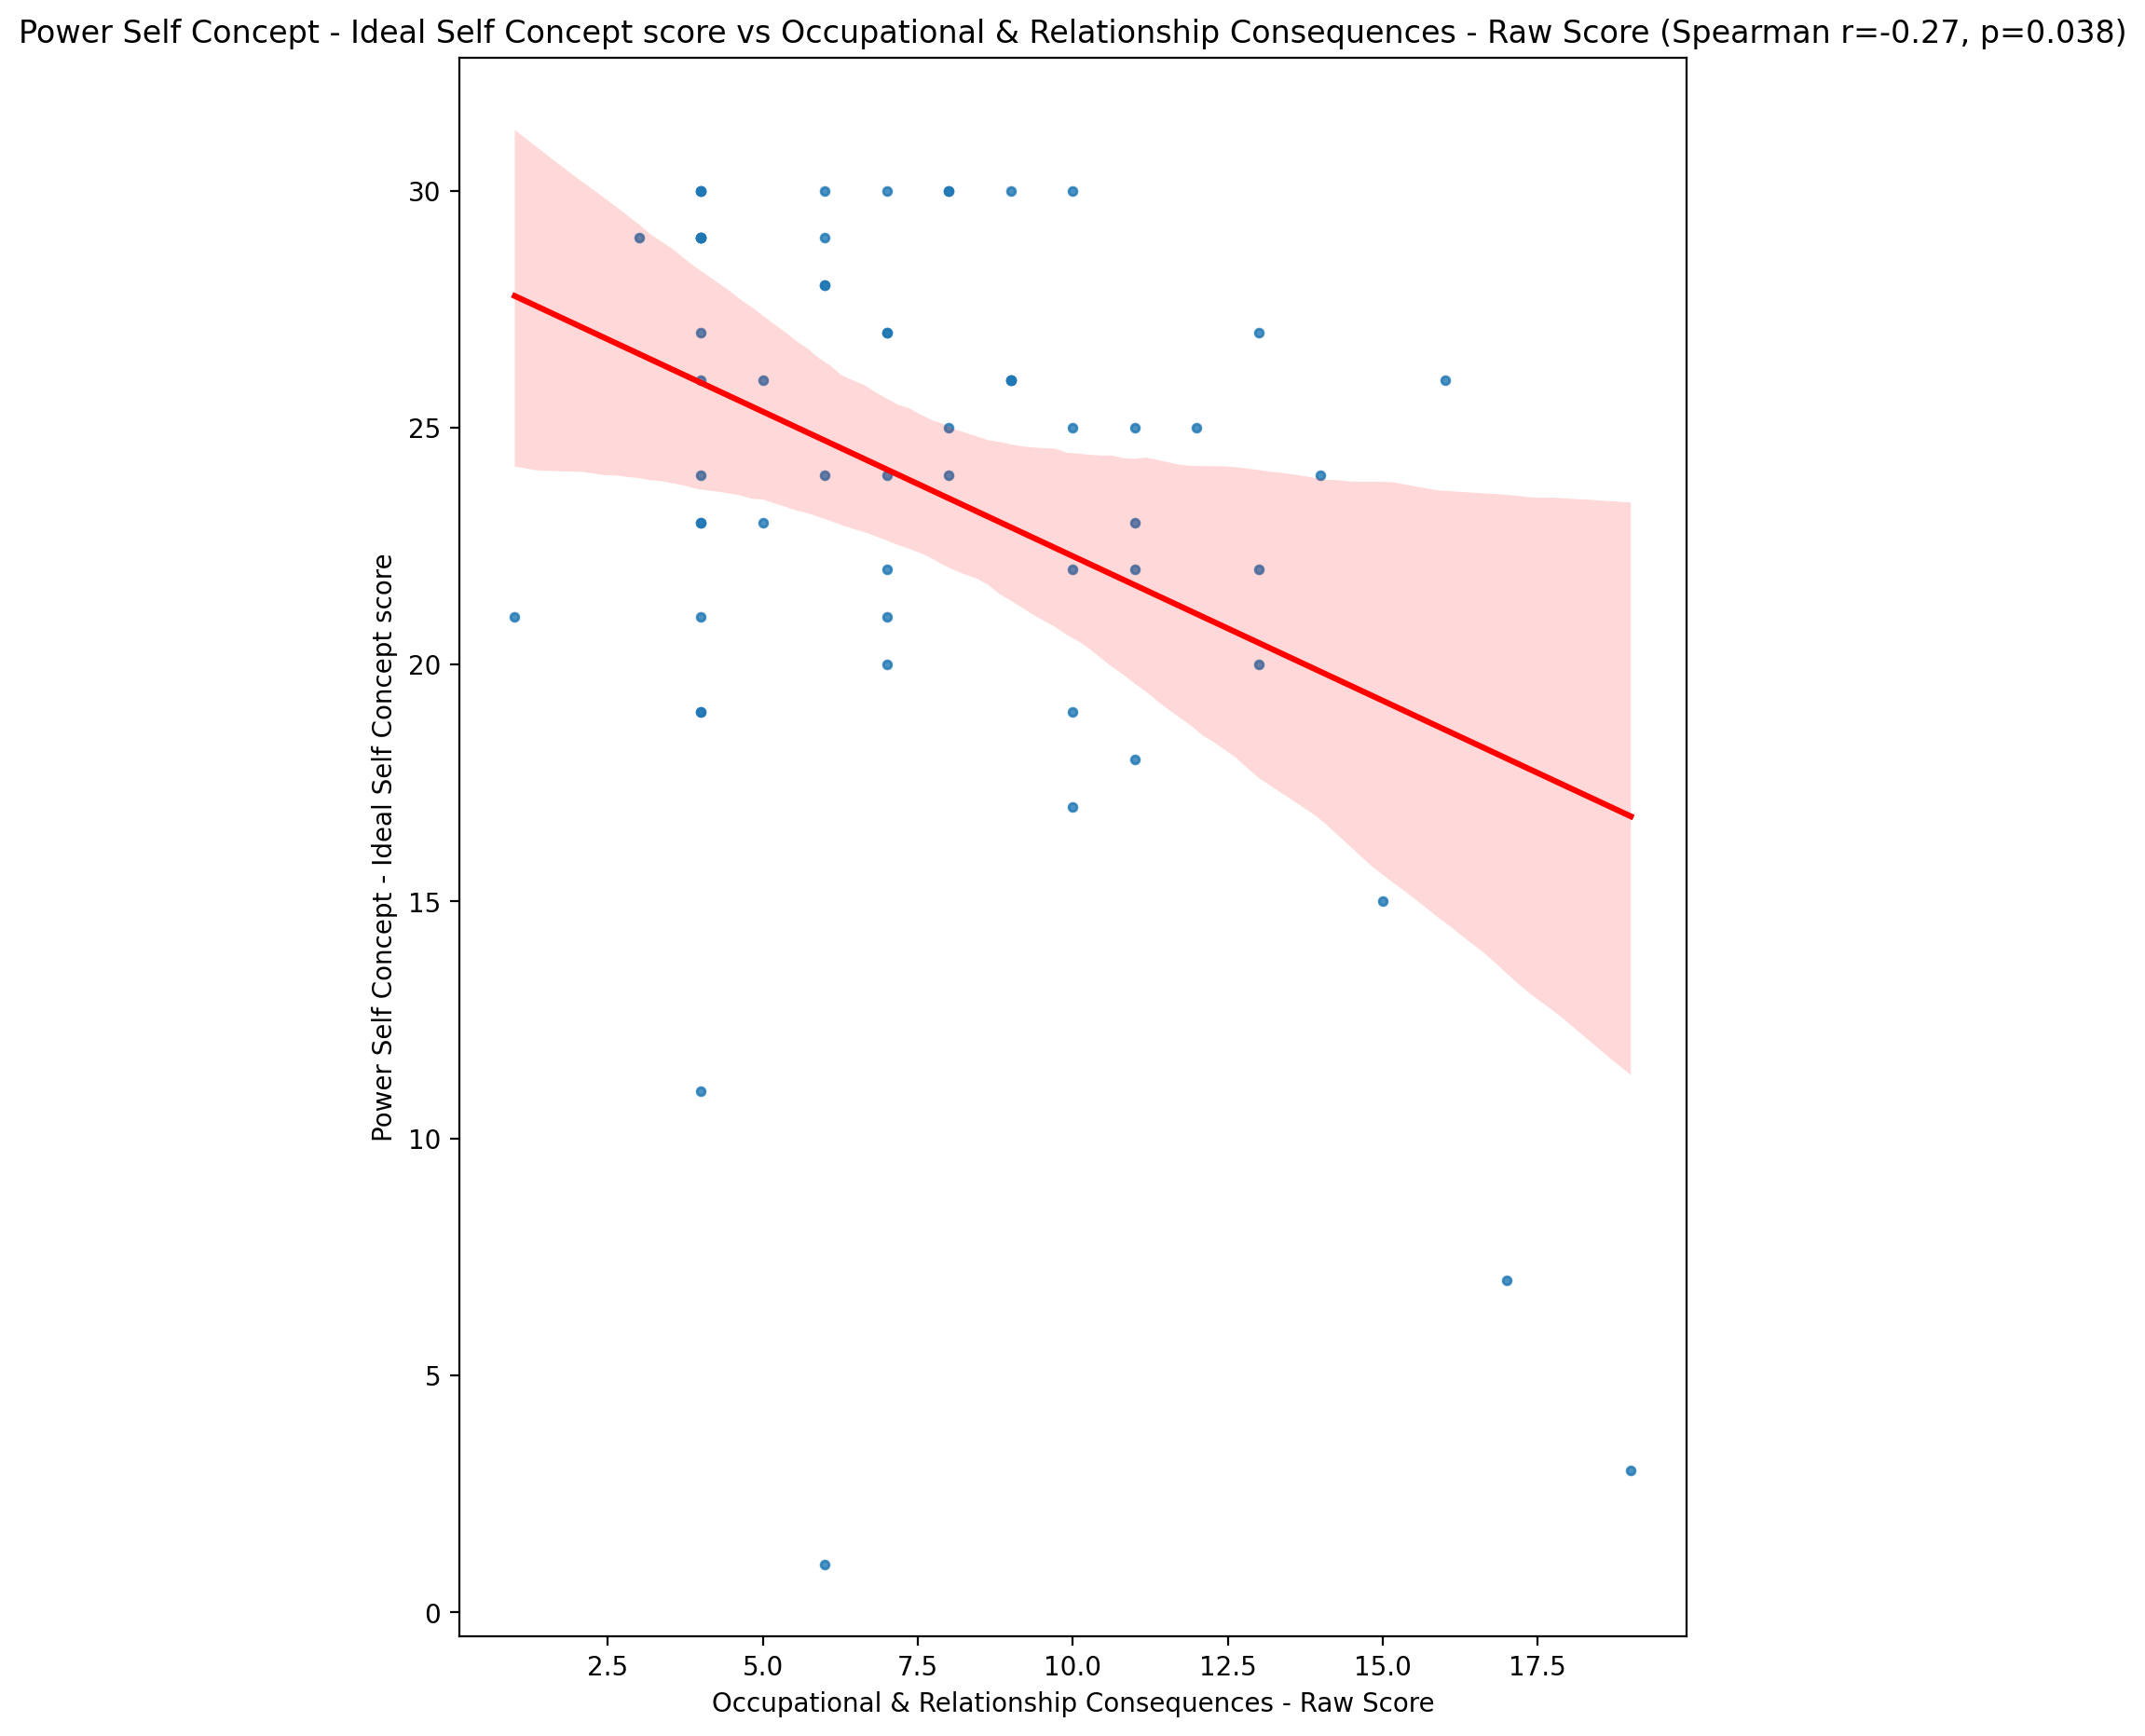 Power Self Concept - Ideal Self Concept score vs Occupational & Relationship Consequences - Raw Score (Spearman r=-0.27, p=0.038)
Power Self Concept - Ideal Self Concept score
30
25
20
15
10
5
0
2.5 5.0 7.5 10.0 12.5 15.0 17.5
Occupational & Relationship Consequences - Raw Score